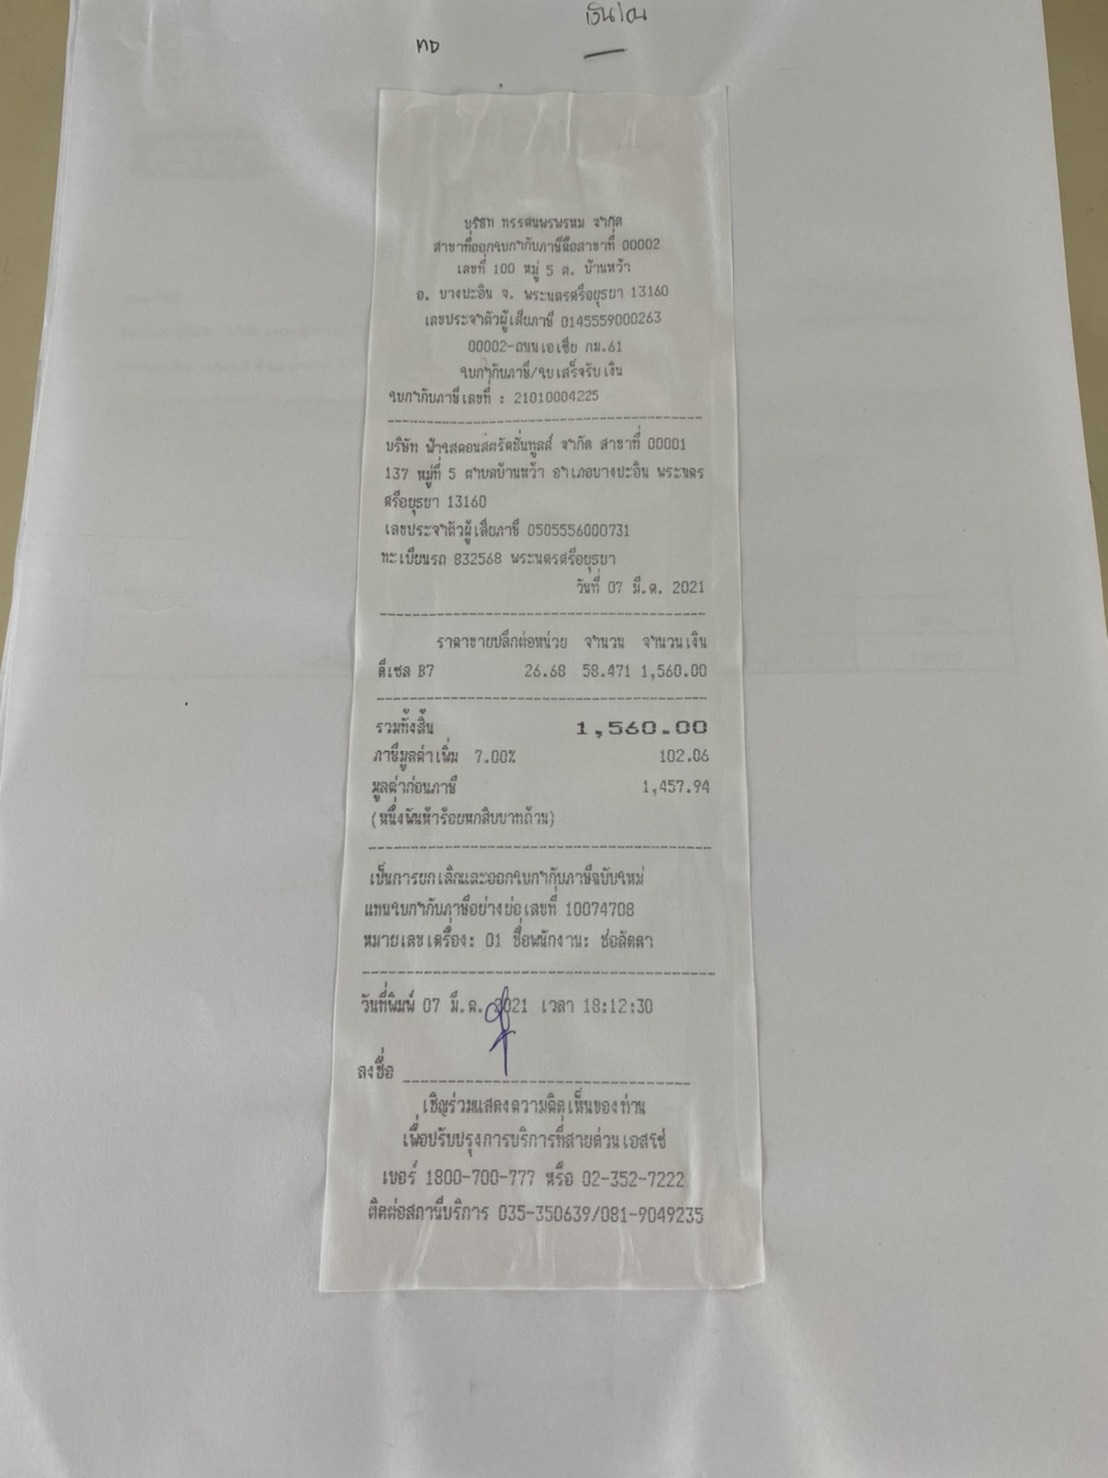 เงินโอน
ทอ
บริษัท ทรรศนพรพรหม จำกัด
สาขาที่ออกใบกำกับภาษีคือสาขาที่ 00002
เลขที่ 100 หมู่ 5 ต. บ้านหว้า
อ. บางปะอิน จ. พระนครศรีอยุธยา 13160
เลขประจำตัวผู้เสียภาษี 0145559000263
00002-ถนนเอเซีย กม.61
ใบกำกับภาษี/ใบเสร็จรับเงิน
ใบกำกับภาษีเลขที่ : 21010004225
บริษัท ฟ้าใสคอนสตรัคชั่นทูลส์ จำกัด สาขาที่ 00001
137 หมู่ที่ 5 ตำบลบ้านหว้า อำเภอบางปะอิน พระนคร
ศรีอยุธยา 13160
เลขประจำตัวผู้เสียภาษี 0505556000731
ทะเบียนรถ 832568 พระนครศรีอยุธยา
วันที่ 07 มี.ค. 2021
ราคาขายปลีกต่อหน่วย จำนวน จำนวนเงิน
ดีเซล B7 26.68 58.471 1,560.00
รวมทั้งสิ้น 1,560.00
ภาษีมูลค่าเพิ่ม 7.00% 102.06
มูลค่าก่อนภาษี 1,457.94
(หนึ่งพันห้าร้อยหกสิบบาทถ้วน)
เป็นการยกเลิกและออกใบกำกับภาษีฉบับใหม่
แทนใบกำกับภาษีอย่างย่อเลขที่ 10074708
หมายเลขเครื่อง: 01 ชื่อพนักงาน: ช่อลัดดา
วันที่พิมพ์ 07 มี.ค. 2021 เวลา 18:12:30
ลงชื่อ
เชิญร่วมแสดงความคิดเห็นของท่าน
เพื่อปรับปรุงการบริการที่สายด่วนเอสโซ่
เบอร์ 1800-700-777 หรือ 02-352-7222
ติดต่อสถานีบริการ 035-350639/081-9049235